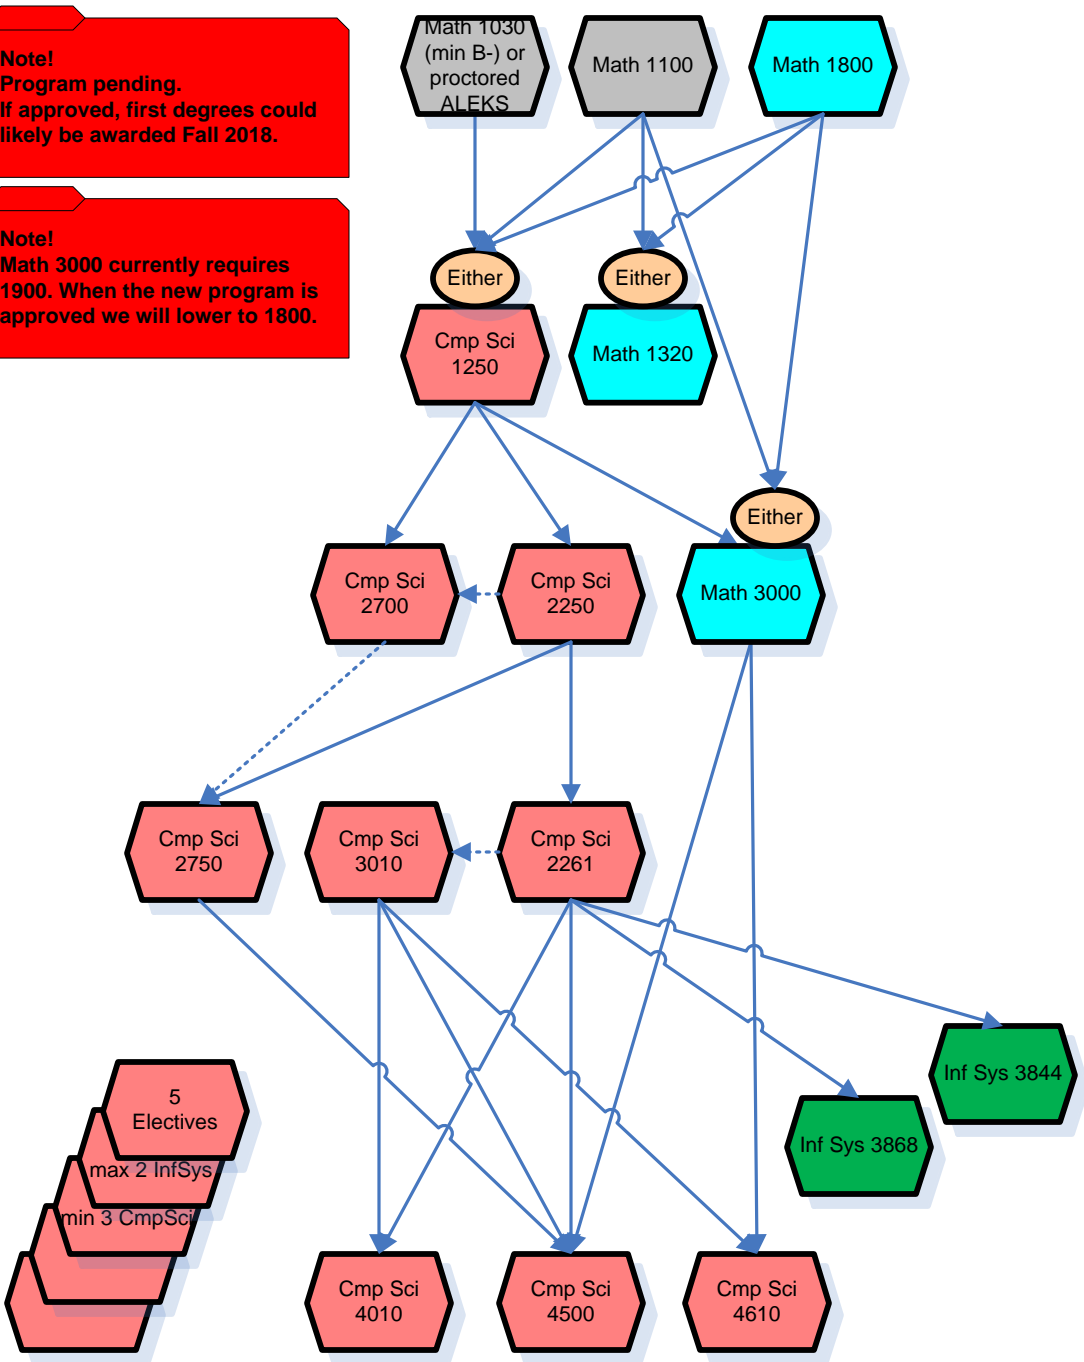 Note!
Program pending.
If approved, first degrees could
likely be awarded Fall 2018.
Note!
Math 3000 currently requires
1900. When the new program is
approved we will lower to 1800.
Math 1030
(min B-) or
proctored
ALEKS
Math 1100
Math 1800
Either
Either
Cmp Sci
1250
Math 1320
Either
Cmp Sci
2700
Cmp Sci
2250
Math 3000
Cmp Sci
2750
Cmp Sci
3010
Cmp Sci
2261
Inf Sys 3844
Inf Sys 3868
5
Electives
max 2 InfSys
min 3 CmpSci
Cmp Sci
4010
Cmp Sci
4500
Cmp Sci
4610